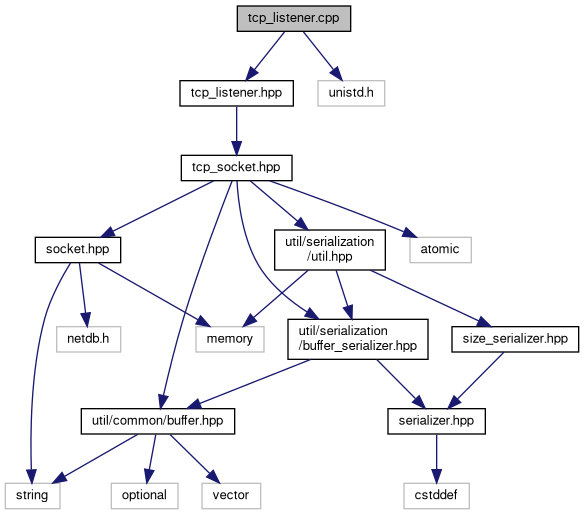 tcp_listener.cpp
tcp_listener.hpp
unistd.h
tcp_socket.hpp
socket.hpp
util/serialization
/util.hpp
atomic
netdb.h
memory
util/serialization
/buffer_serializer.hpp
size_serializer.hpp
util/common/buffer.hpp
serializer.hpp
string
optional
vector
cstddef